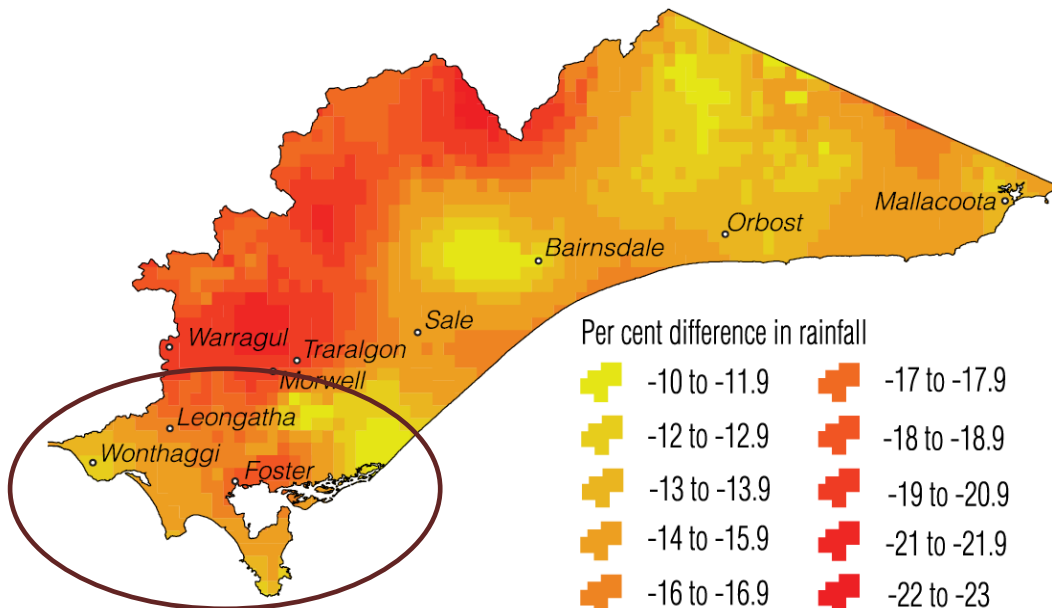 Mallacoota
Orbost
Bairnsdale
Sale
Warragul
Traralgon
Morwell
Leongatha
Wonthaggi
Foster
Per cent difference in rainfall
-10 to -11.9
-12 to -12.9
-13 to -13.9
-14 to -15.9
-16 to -16.9
-17 to -17.9
-18 to -18.9
-19 to -20.9
-21 to -21.9
-22 to -23